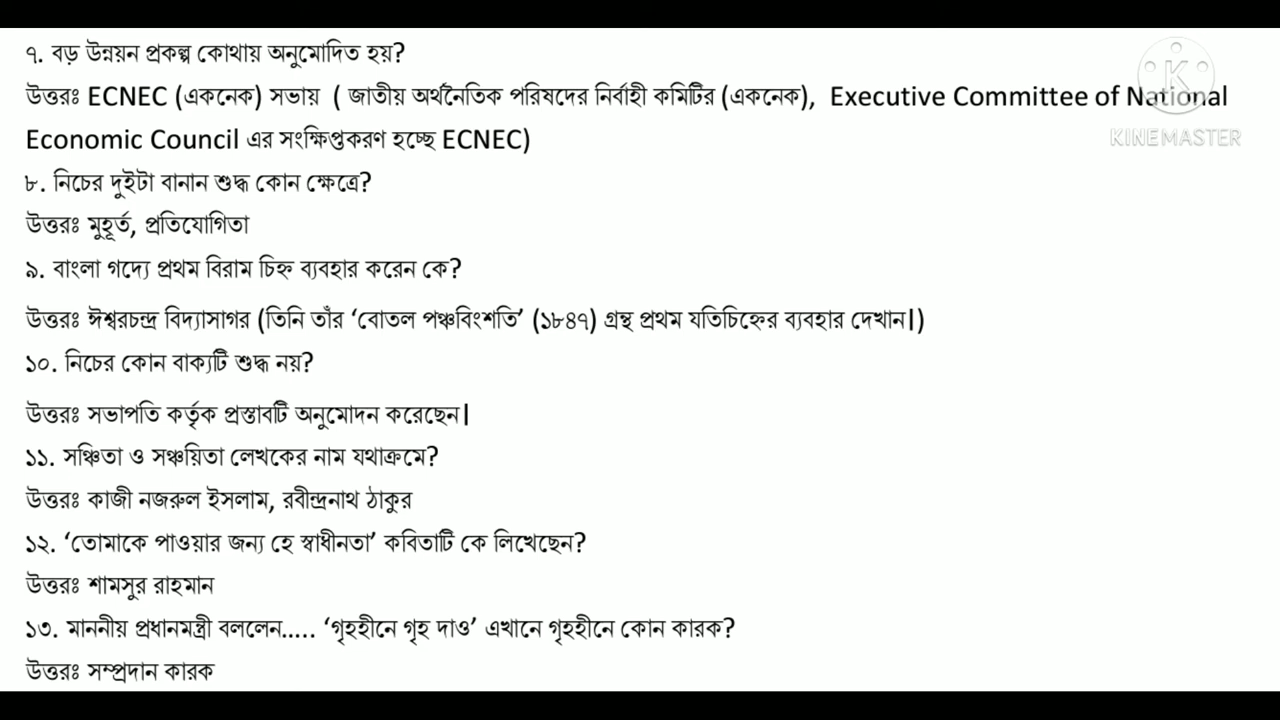 ৭. বড় উন্নয়ন প্রকল্প কোথায় অনুমোদিত হয়?
উত্তরঃ ECNEC (একনেক) সভায় ( জাতীয় অর্থনৈতিক পরিষদের নির্বাহী কমিটির (একনেক), Executive Committee of National
Economic Council এর সংক্ষিপ্তকরণ হচ্ছে ECNEC)
৮. নিচের দুইটা বানান শুদ্ধ কোন ক্ষেত্রে?
উত্তরঃ মুহূর্ত, প্রতিযোগিতা
৯. বাংলা গদ্যে প্রথম বিরাম চিহ্ন ব্যবহার করেন কে?
উত্তরঃ ঈশ্বরচন্দ্র বিদ্যাসাগর (তিনি তাঁর ‘বোতল পঞ্চবিংশতি’ (১৮৪৭) গ্রন্থ প্রথম যতিচিহ্নের ব্যবহার দেখান।)
১০. নিচের কোন বাক্যটি শুদ্ধ নয়?
উত্তরঃ সভাপতি কর্তৃক প্রস্তাবটি অনুমোদন করেছেন।
১১. সঞ্চিতা ও সঞ্চয়িতা লেখকের নাম যথাক্রমে?
উত্তরঃ কাজী নজরুল ইসলাম, রবীন্দ্রনাথ ঠাকুর
১২. ‘তোমাকে পাওয়ার জন্য হে স্বাধীনতা’ কবিতাটি কে লিখেছেন?
উত্তরঃ শামসুর রাহমান
১৩. মাননীয় প্রধানমন্ত্রী বললেন..... ‘গৃহহীনে গৃহ দাও’ এখানে গৃহহীনে কোন কারক?
উত্তরঃ সম্প্রদান কারক
K
KINEMASTER